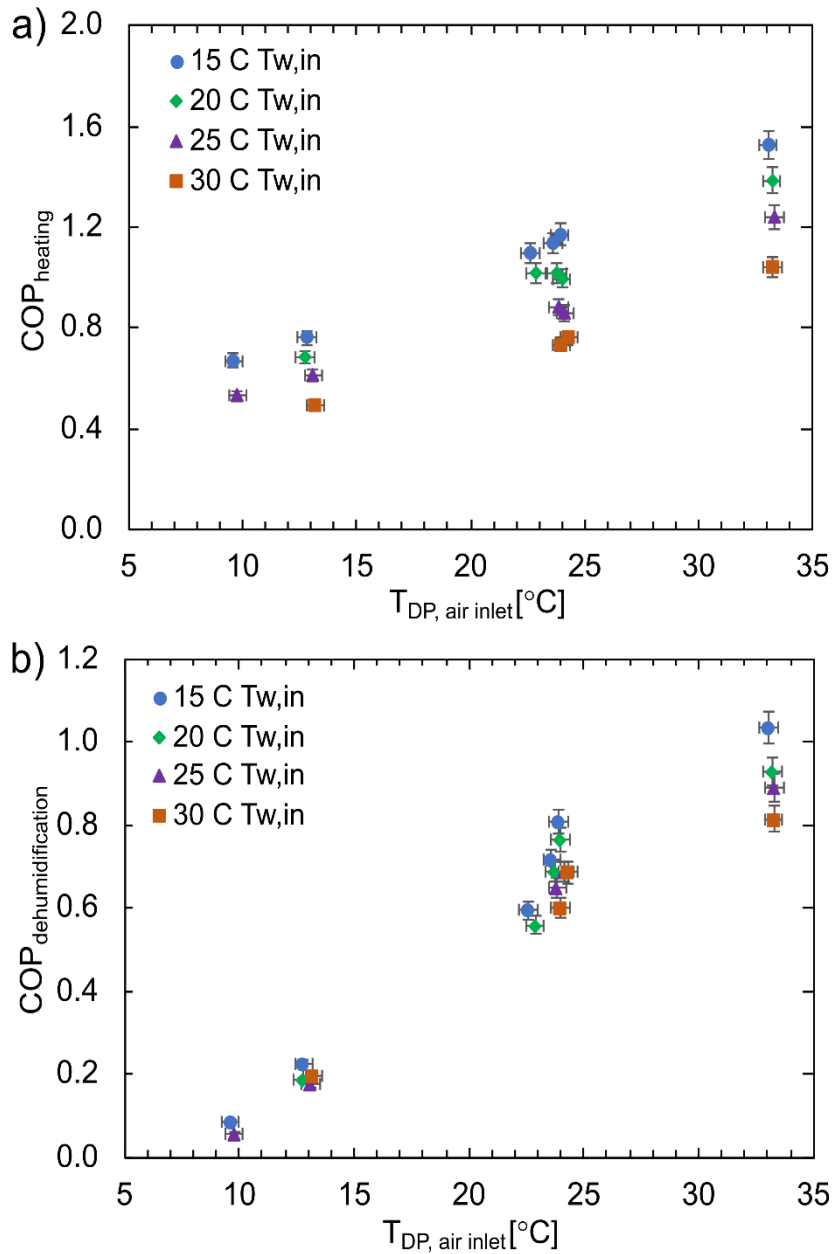 a)
2.0
1.6
1.2
0.8
0.4
0.0
COPheating
15 C Tw,in
20 C Tw,in
25 C Tw,in
30 C Tw,in
5 10 15 20 25 30 35
TDP, air inlet[°C]
b)
1.2
1.0
0.8
0.6
0.4
0.2
0.0
COPdehumidification
15 C Tw,in
20 C Tw,in
25 C Tw,in
30 C Tw,in
5 10 15 20 25 30 35
TDP, air inlet[°C]